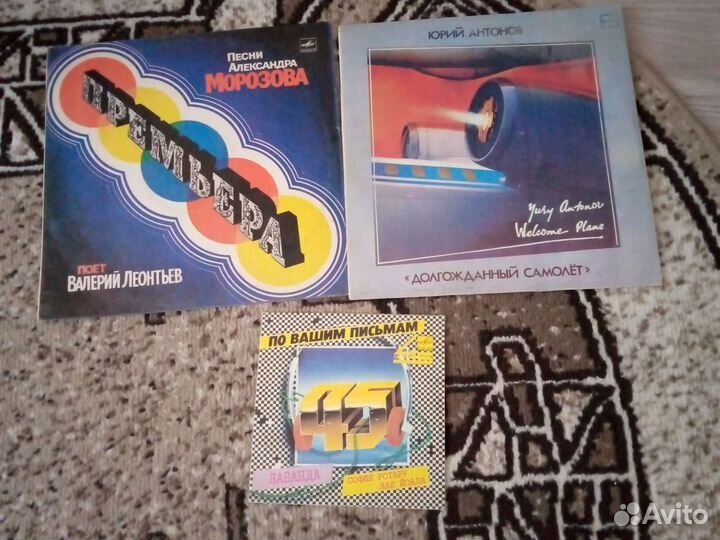 Песни
Александра
Морозова
ПРЕМЬЕРА
ПОЁТ
Валерий Леонтьев
ЮРИЙ АНТОНОВ
Yury Antonov
Welcome Plane
«ДОЛГОЖДАННЫЙ САМОЛЁТ»
ПО ВАШИМ ПИСЬМАМ
45
ЛАВАНДА
СОФИЯ РОТАРУ
ЯАК ЙОАЛА
Avito